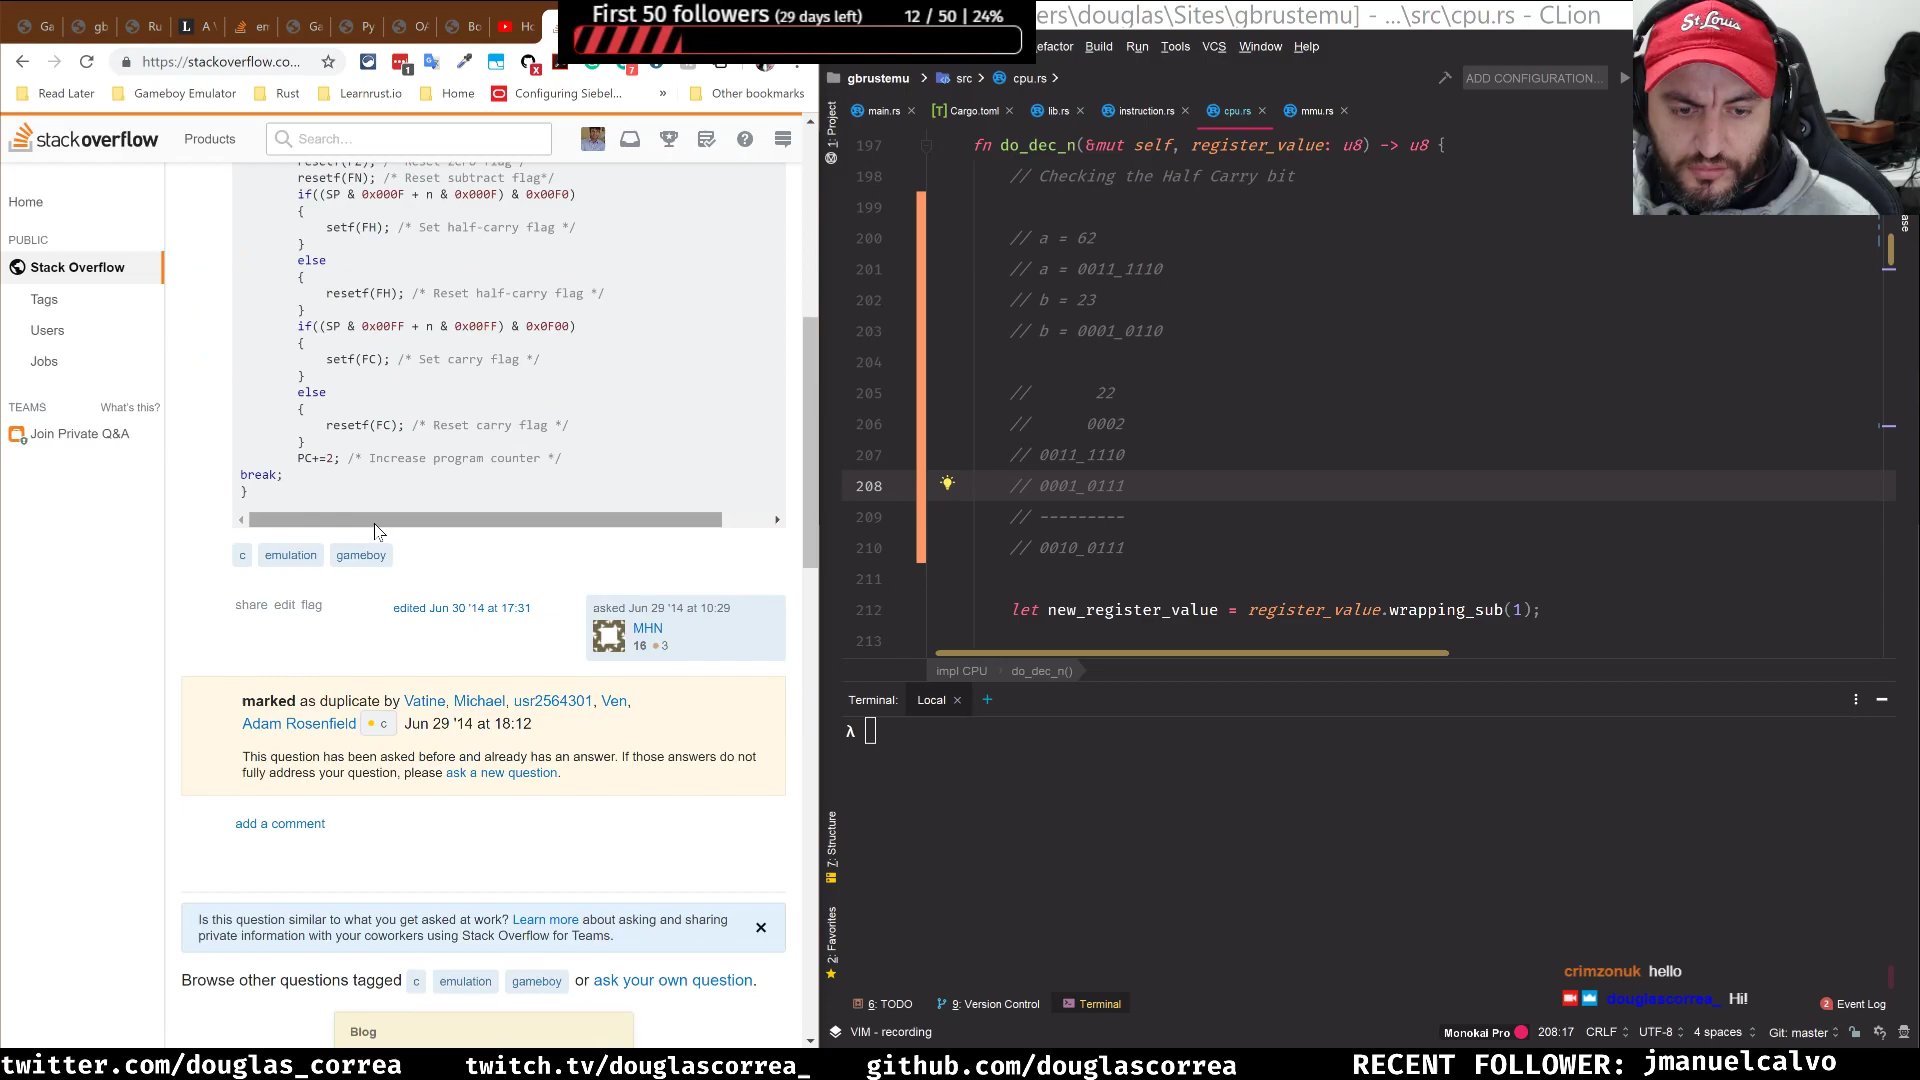 First 50 followers (29 days left) 12 / 50 | 24%
ers\douglas\Sites\gbrustemu] - ...\src\cpu.rs - CLion
https://stackoverflow.co...
efactor Build Run Tools VCS Window Help
Read Later Gameboy Emulator Rust Learnrust.io Home Configuring Siebel... » Other bookmarks
gbrustemu src cpu.rs ADD CONFIGURATION...
main.rs Cargo.toml lib.rs instruction.rs cpu.rs mmu.rs
stackoverflow Products Search...
Home
PUBLIC
Stack Overflow
Tags
Users
Jobs
TEAMS What's this?
Join Private Q&A
resetf(FN); /* Reset subtract flag*/
if((SP & 0x000F + n & 0x000F) & 0x00F0)
{
setf(FH); /* Set half-carry flag */
}
else
{
resetf(FH); /* Reset half-carry flag */
}
if((SP & 0x00FF + n & 0x00FF) & 0x0F00)
{
setf(FC); /* Set carry flag */
}
else
{
resetf(FC); /* Reset carry flag */
}
PC+=2; /* Increase program counter */
break;
}
c emulation gameboy
share edit flag edited Jun 30 '14 at 17:31 asked Jun 29 '14 at 10:29
MHN
16 3
marked as duplicate by Vatine, Michael, usr2564301, Ven,
Adam Rosenfield c Jun 29 '14 at 18:12
This question has been asked before and already has an answer. If those answers do not
fully address your question, please ask a new question.
add a comment
Is this question similar to what you get asked at work? Learn more about asking and sharing
private information with your coworkers using Stack Overflow for Teams.
Browse other questions tagged c emulation gameboy or ask your own question.
Blog
1: Project
197 fn do_dec_n(&mut self, register_value: u8) -> u8 {
198 // Checking the Half Carry bit
199
200 // a = 62
201 // a = 0011_1110
202 // b = 23
203 // b = 0001_0110
204
205 // 22
206 // 0002
207 // 0011_1110
208 // 0001_0111
209 // ---------
210 // 0010_0111
211
212 let new_register_value = register_value.wrapping_sub(1);
213
impl CPU do_dec_n()
Terminal: Local +
λ
7: Structure
2: Favorites
crimzonuk hello
douglascorrea_ Hi!
6: TODO 9: Version Control Terminal 2 Event Log
VIM - recording Monokai Pro 208:17 CRLF UTF-8 4 spaces Git: master
twitter.com/douglas_correa twitch.tv/douglascorrea_ github.com/douglascorrea RECENT FOLLOWER: jmanuelcalvo
St. Louis